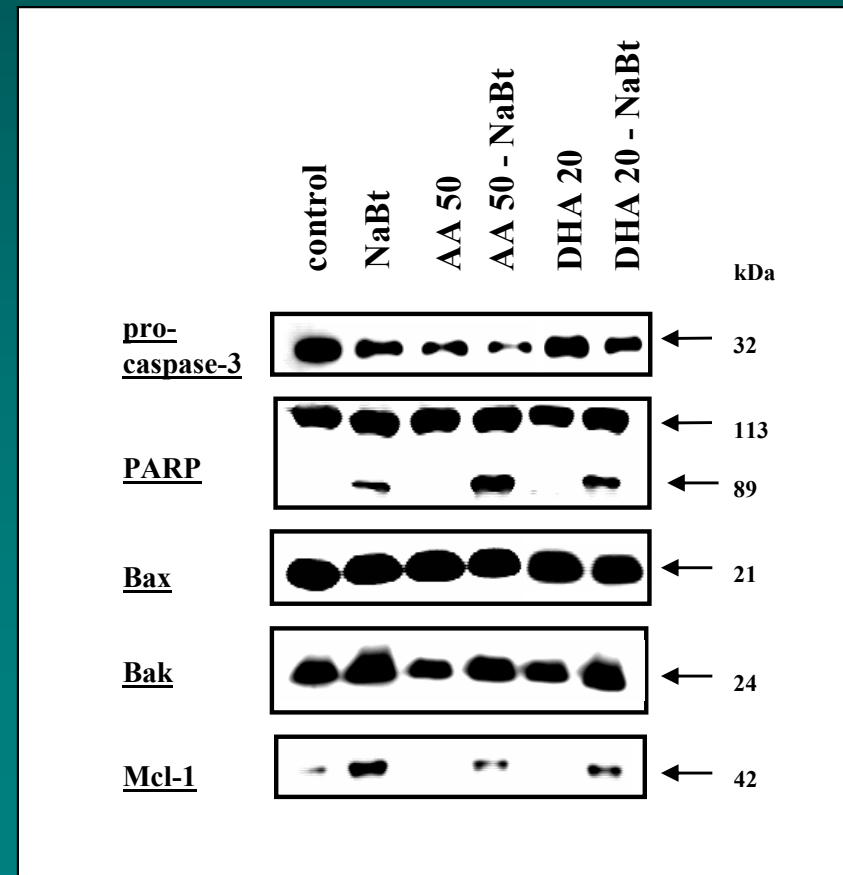 control
NaBt
AA 50
AA 50 - NaBt
DHA 20
DHA 20 - NaBt
kDa
pro-
caspase-3
32
PARP
113
89
Bax
21
Bak
24
Mcl-1
42